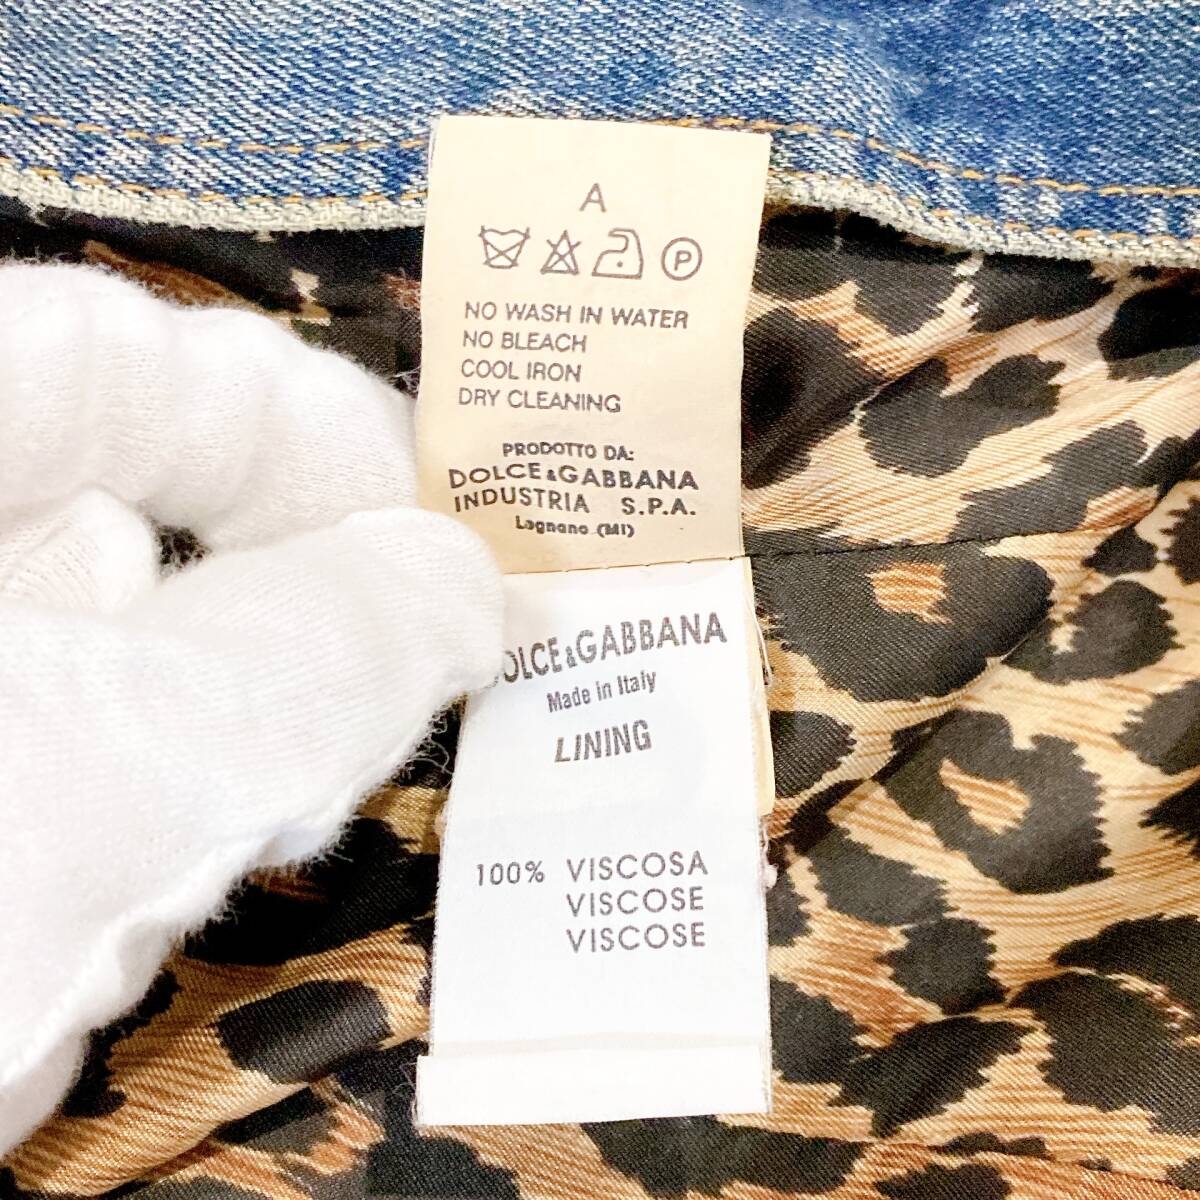 A
P
NO WASH IN WATER
NO BLEACH
COOL IRON
DRY CLEANING
PRODOTTO DA:
DOLCE&GABBANA
INDUSTRIA S.P.A.
Legnano (MI)
DOLCE&GABBANA
Made in Italy
LINING
100% VISCOSA
VISCOSE
VISCOSE